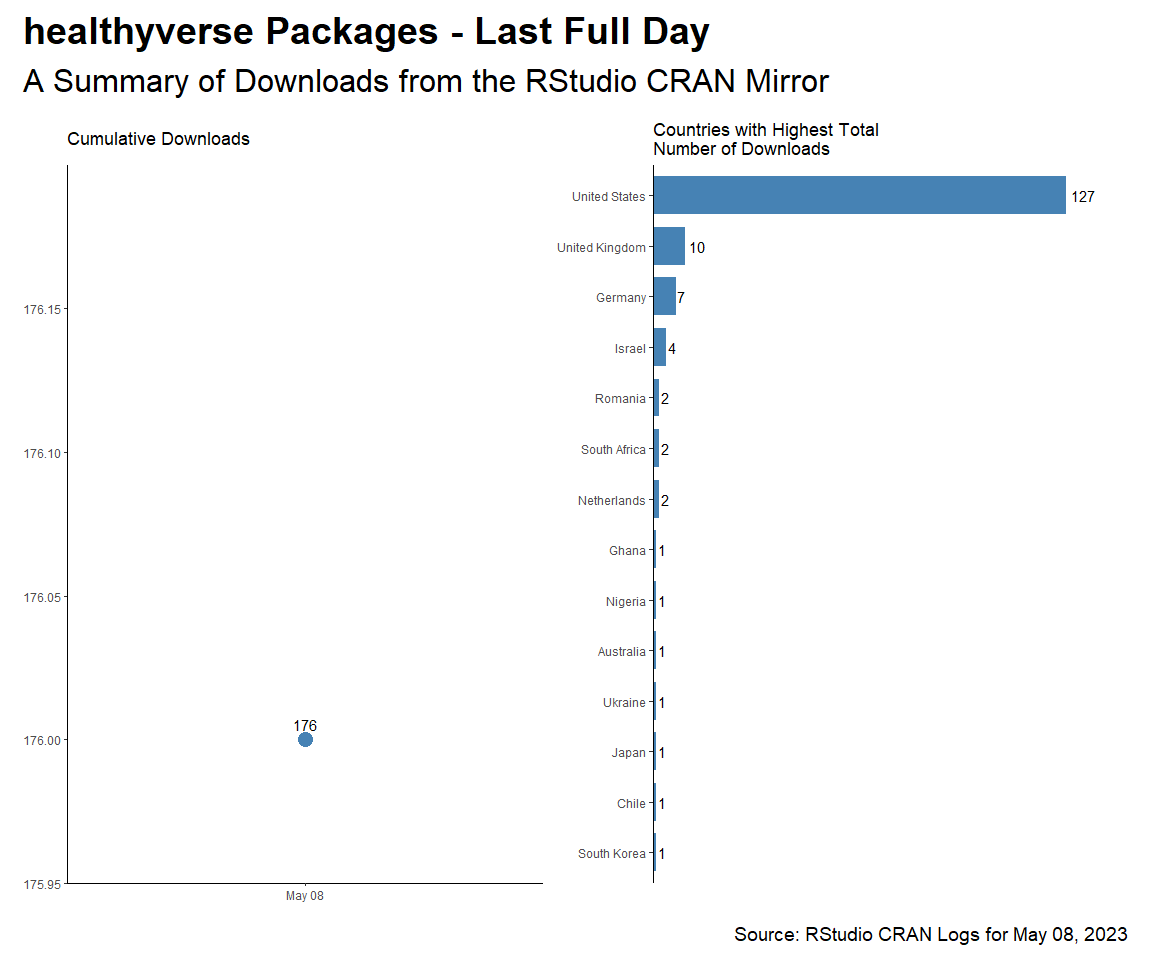 healthyverse Packages - Last Full Day
A Summary of Downloads from the RStudio CRAN Mirror
Cumulative Downloads
176.15
176.10
176.05
176.00
175.95
176
May 08
Countries with Highest Total
Number of Downloads
United States 127
United Kingdom 10
Germany 7
Israel 4
Romania 2
South Africa 2
Netherlands 2
Ghana 1
Nigeria 1
Australia 1
Ukraine 1
Japan 1
Chile 1
South Korea 1
Source: RStudio CRAN Logs for May 08, 2023